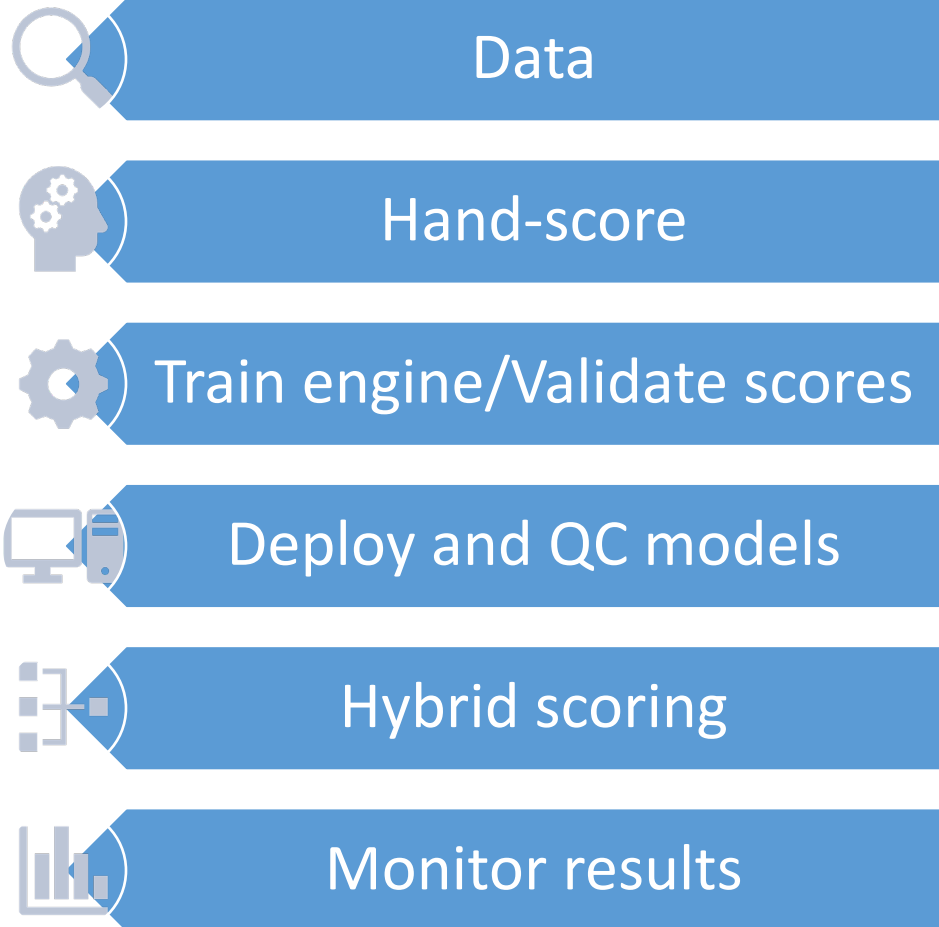 Data
Hand-score
Train engine/Validate scores
Deploy and QC models
Hybrid scoring
Monitor results